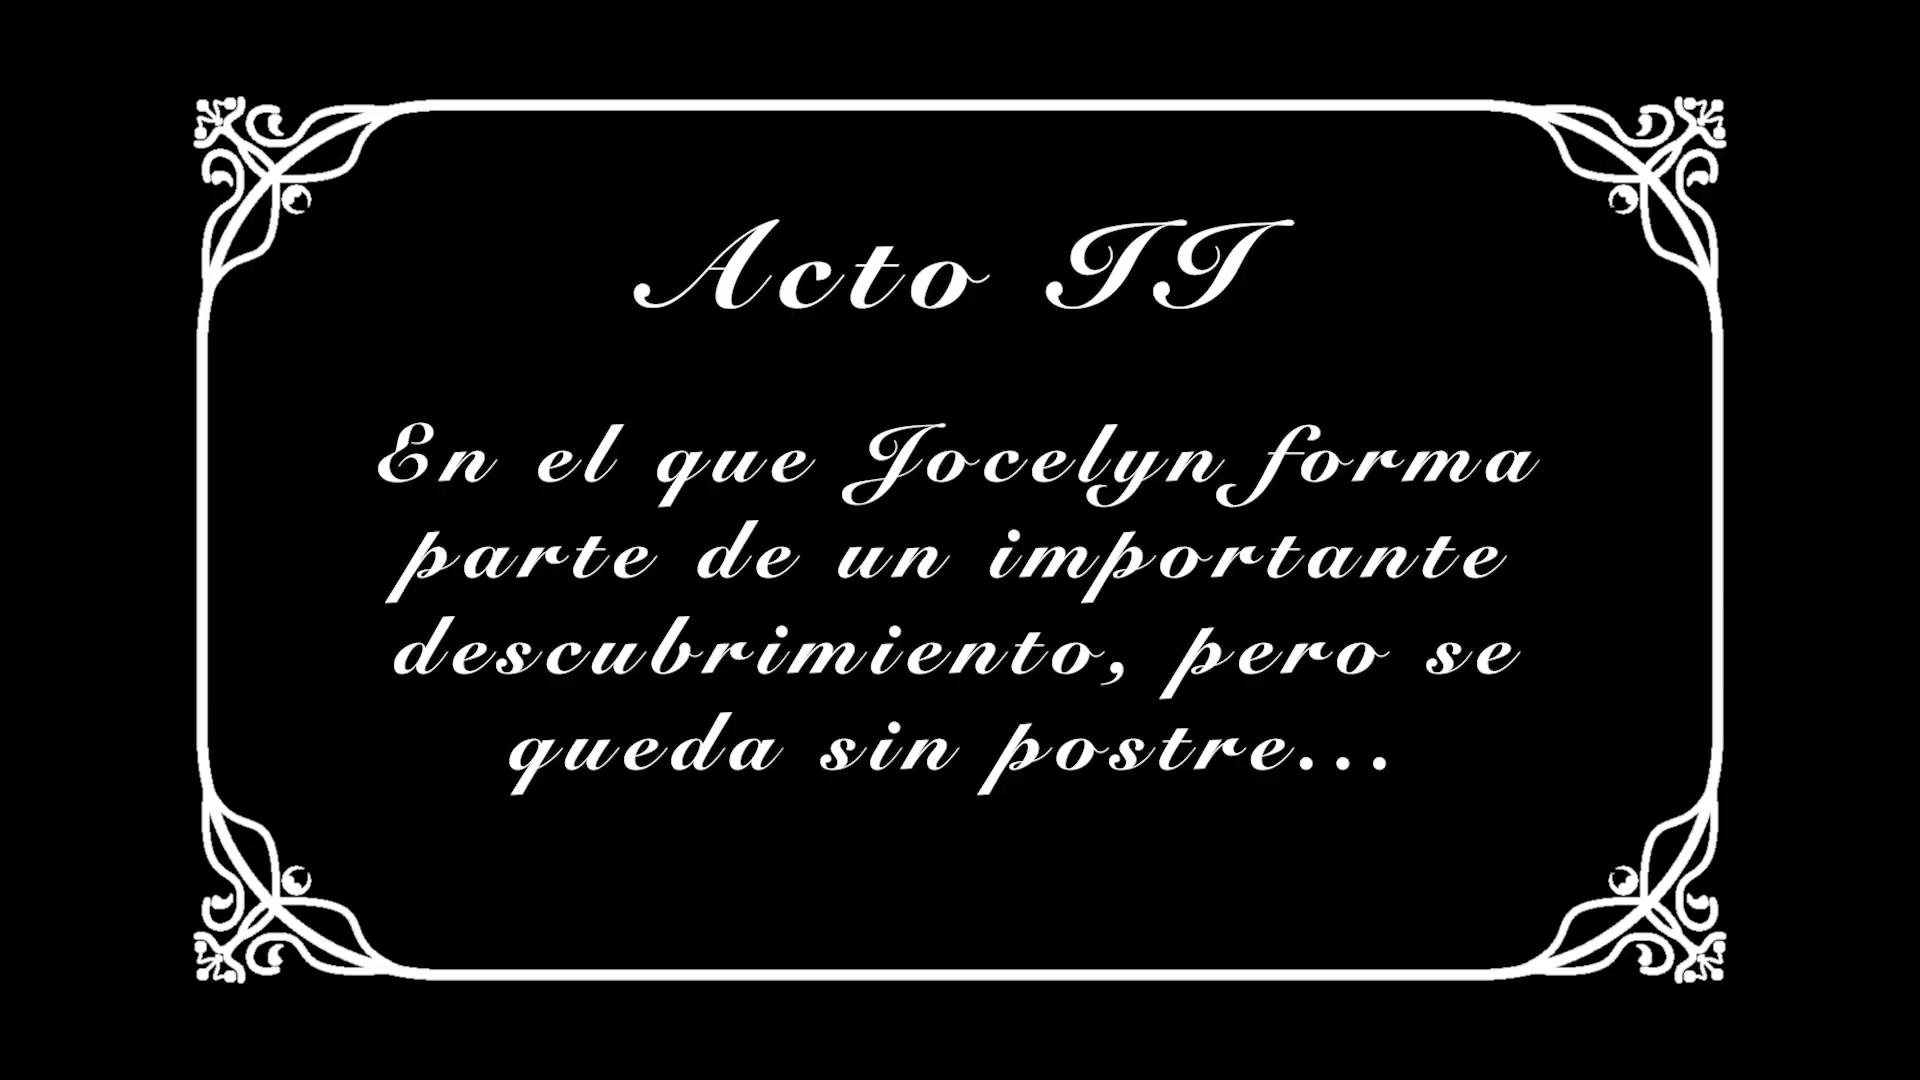 Acto II
En el que Jocelyn forma
parte de un importante
descubrimiento, pero se
queda sin postre...